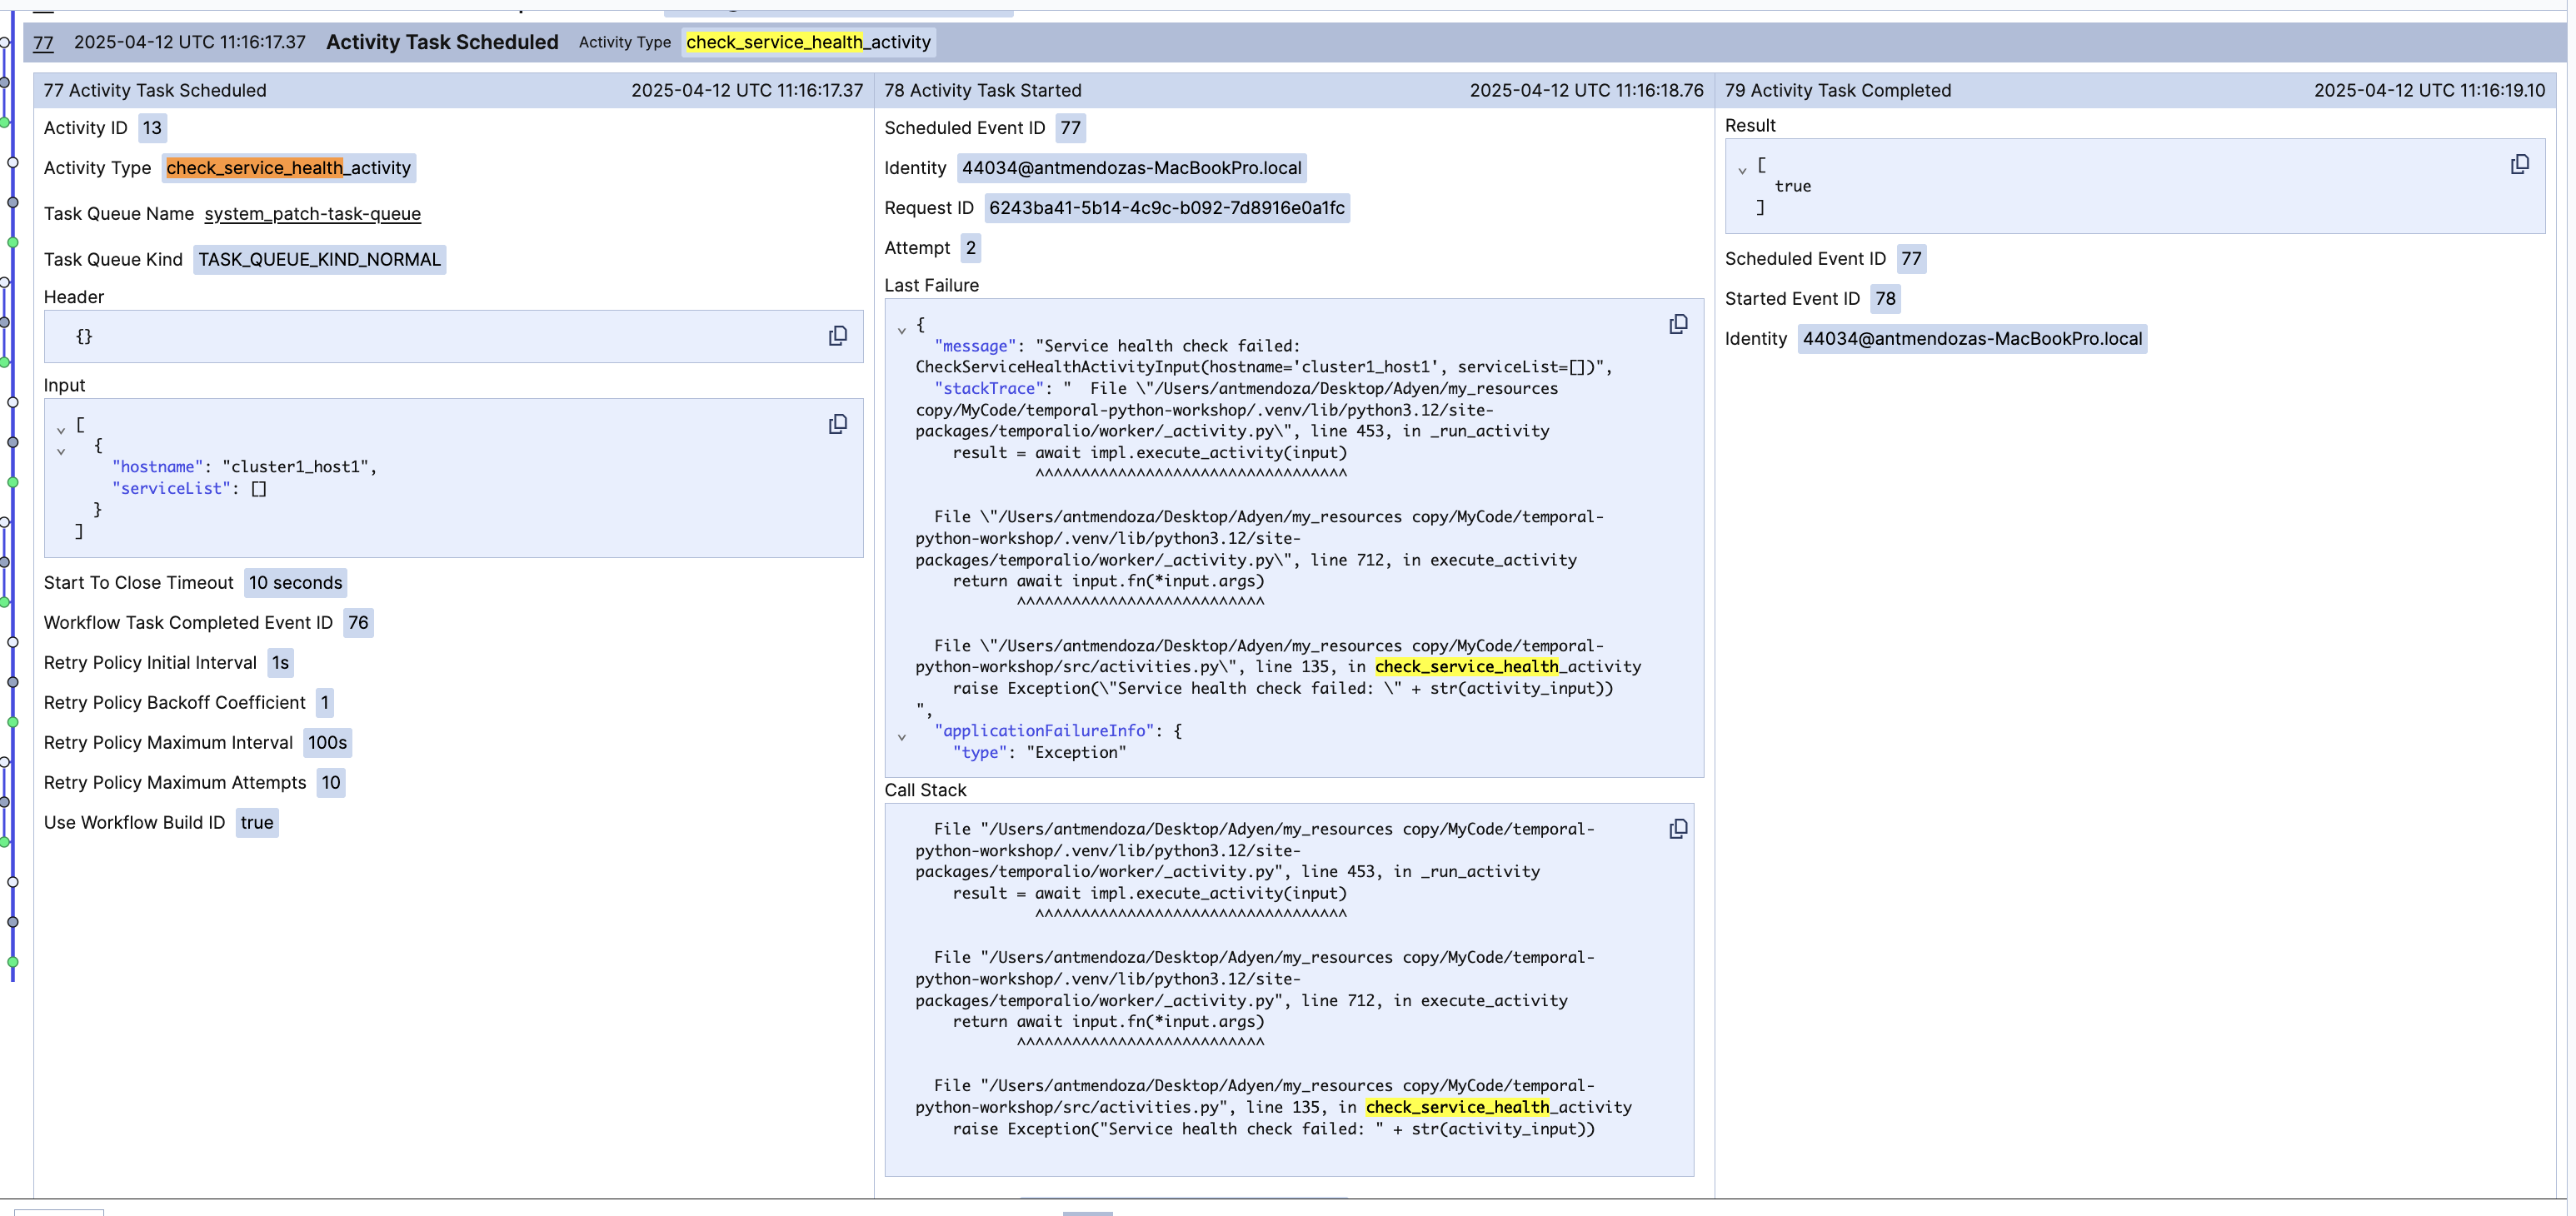 77 2025-04-12 UTC 11:16:17.37 Activity Task Scheduled Activity Type check_service_health_activity
77 Activity Task Scheduled 2025-04-12 UTC 11:16:17.37
Activity ID 13
Activity Type check_service_health_activity
Task Queue Name system_patch-task-queue
Task Queue Kind TASK_QUEUE_KIND_NORMAL
Header
{}
Input
[
{
"hostname": "cluster1_host1",
"serviceList": []
}
]
Start To Close Timeout 10 seconds
Workflow Task Completed Event ID 76
Retry Policy Initial Interval 1s
Retry Policy Backoff Coefficient 1
Retry Policy Maximum Interval 100s
Retry Policy Maximum Attempts 10
Use Workflow Build ID true
78 Activity Task Started 2025-04-12 UTC 11:16:18.76
Scheduled Event ID 77
Identity 44034@antmendozas-MacBookPro.local
Request ID 6243ba41-5b14-4c9c-b092-7d8916e0a1fc
Attempt 2
Last Failure
{
"message": "Service health check failed:
CheckServiceHealthActivityInput(hostname='cluster1_host1', serviceList=[])",
"stackTrace": "  File \"/Users/antmendoza/Desktop/Adyen/my_resources
copy/MyCode/temporal-python-workshop/.venv/lib/python3.12/site-
packages/temporalio/worker/_activity.py\", line 453, in _run_activity
result = await impl.execute_activity(input)
^^^^^^^^^^^^^^^^^^^^^^^^^^^^^^^^^^
File \"/Users/antmendoza/Desktop/Adyen/my_resources copy/MyCode/temporal-
python-workshop/.venv/lib/python3.12/site-
packages/temporalio/worker/_activity.py\", line 712, in execute_activity
return await input.fn(*input.args)
^^^^^^^^^^^^^^^^^^^^^^^^^^^
File \"/Users/antmendoza/Desktop/Adyen/my_resources copy/MyCode/temporal-
python-workshop/src/activities.py\", line 135, in check_service_health_activity
raise Exception(\"Service health check failed: \" + str(activity_input))
",
"applicationFailureInfo": {
"type": "Exception"
Call Stack
File "/Users/antmendoza/Desktop/Adyen/my_resources copy/MyCode/temporal-
python-workshop/.venv/lib/python3.12/site-
packages/temporalio/worker/_activity.py", line 453, in _run_activity
result = await impl.execute_activity(input)
^^^^^^^^^^^^^^^^^^^^^^^^^^^^^^^^^^
File "/Users/antmendoza/Desktop/Adyen/my_resources copy/MyCode/temporal-
python-workshop/.venv/lib/python3.12/site-
packages/temporalio/worker/_activity.py", line 712, in execute_activity
return await input.fn(*input.args)
^^^^^^^^^^^^^^^^^^^^^^^^^^^
File "/Users/antmendoza/Desktop/Adyen/my_resources copy/MyCode/temporal-
python-workshop/src/activities.py", line 135, in check_service_health_activity
raise Exception("Service health check failed: " + str(activity_input))
79 Activity Task Completed 2025-04-12 UTC 11:16:19.10
Result
[
true
]
Scheduled Event ID 77
Started Event ID 78
Identity 44034@antmendozas-MacBookPro.local